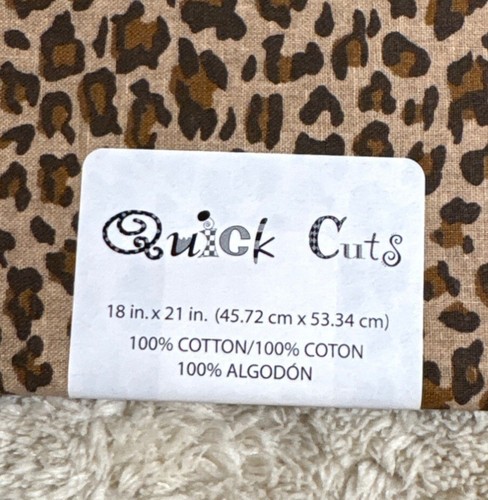 Quick Cuts
18 in. x 21 in. (45.72 cm x 53.34 cm)
100% COTTON/100% COTON
100% ALGODÓN